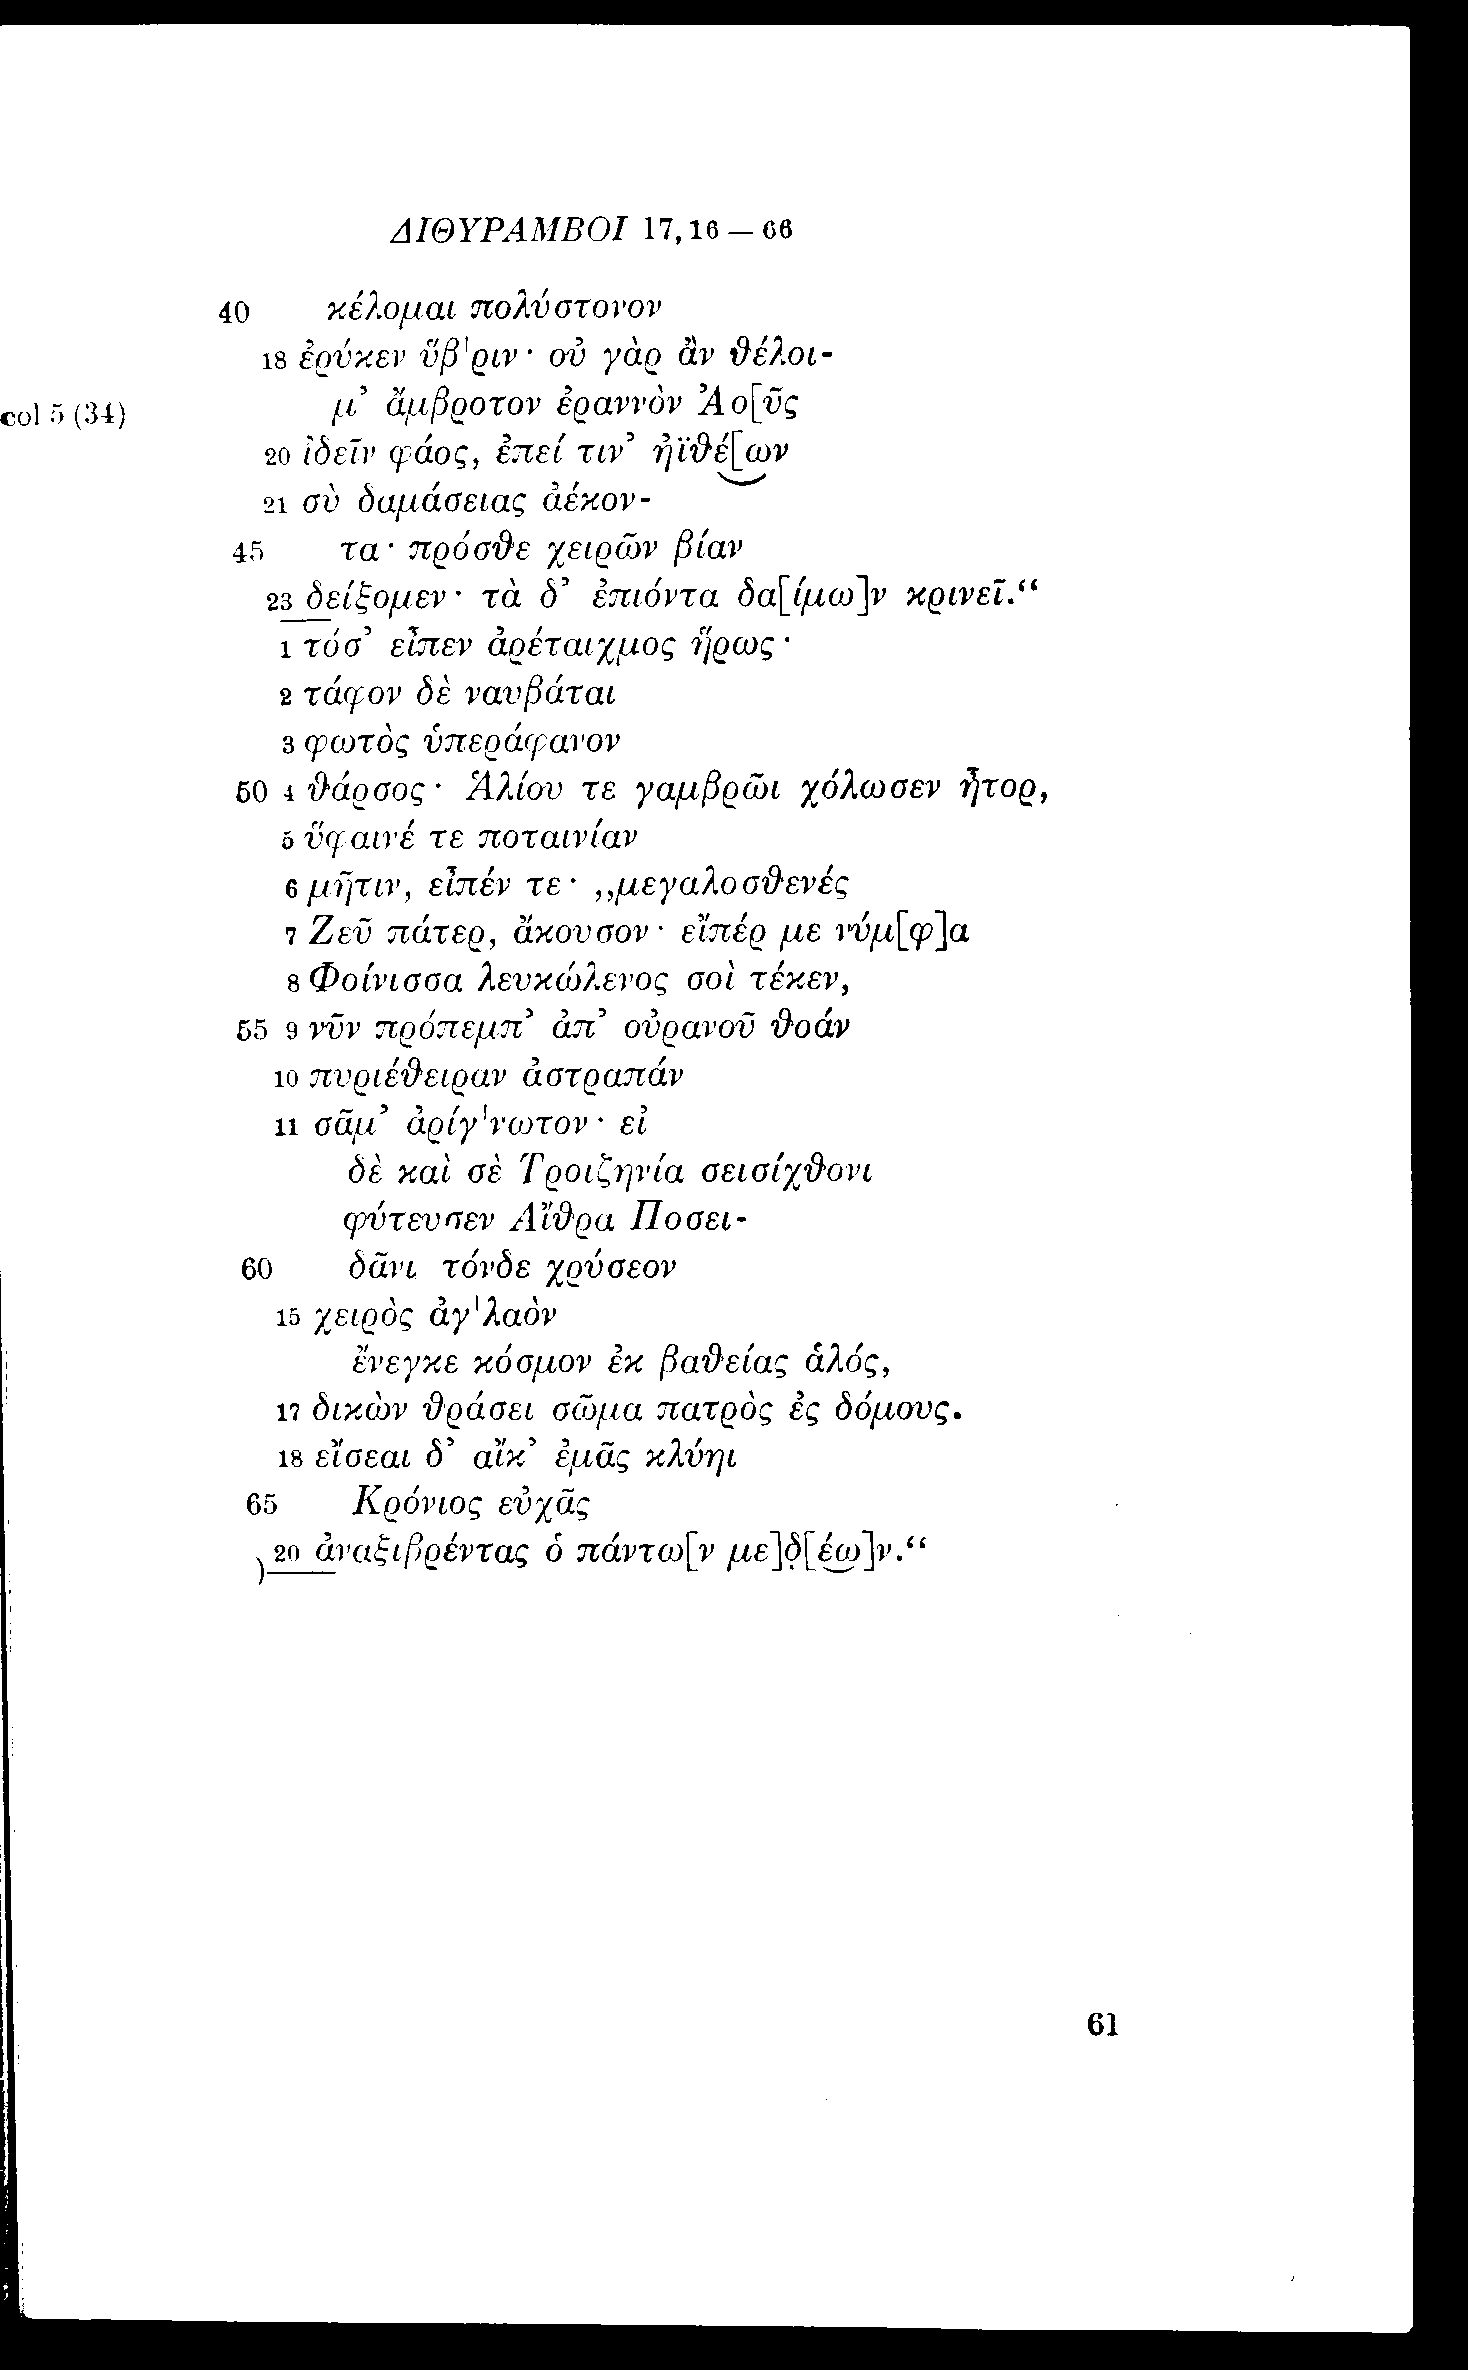 ΔΙΘΥΡΑΜΒΟΙ 17,16 — 66
40 κέλομαι πολύστονον
18 ἐρύκεν ὕβ'ριν· οὐ γὰρ ἂν θέλοι-
col 5 (34) μ' ἄμβροτον ἐραννὸν Ἀο[ῦς
20 ἰδεῖν φάος, ἐπεί τιν' ἠϊθέ[ων
21 σὺ δαμάσειας ἀέκον-
45 τα· πρόσθε χειρῶν βίαν
23 δείξομεν· τὰ δ' ἐπιόντα δα[ίμω]ν κρινεῖ.“
1 τόσ' εἶπεν ἀρέταιχμος ἥρως·
2 τάφον δὲ ναυβάται
3 φωτὸς ὑπεράφανον
50 4 θάρσος· Ἁλίου τε γαμβρῶι χόλωσεν ἦτορ,
5 ὕφαινέ τε ποταινίαν
6 μῆτιν, εἶπέν τε· „μεγαλοσθενές
7 Ζεῦ πάτερ, ἄκουσον· εἴπέρ με νύμ[φ]α
8 Φοίνισσα λευκώλενος σοὶ τέκεν,
55 9 νῦν πρόπεμπ' ἀπ' οὐρανοῦ θοάν
10 πυριέθειραν ἀστραπάν
11 σᾶμ' ἀρίγ'νωτον· εἰ
δὲ καὶ σὲ Τροιζηνία σεισίχθονι
φύτευσεν Αἴθρα Ποσει-
60 δᾶνι τόνδε χρύσεον
15 χειρὸς ἀγ'λαὸν
ἔνεγκε κόσμον ἐκ βαθείας ἁλός,
17 δικὼν θράσει σῶμα πατρὸς ἐς δόμους.
18 εἴσεαι δ' αἴκ' ἐμᾶς κλύηι
65 Κρόνιος εὐχᾶς
20 ἀναξιβρέντας ὁ πάντω[ν με]δ̣[έω]ν.“
61